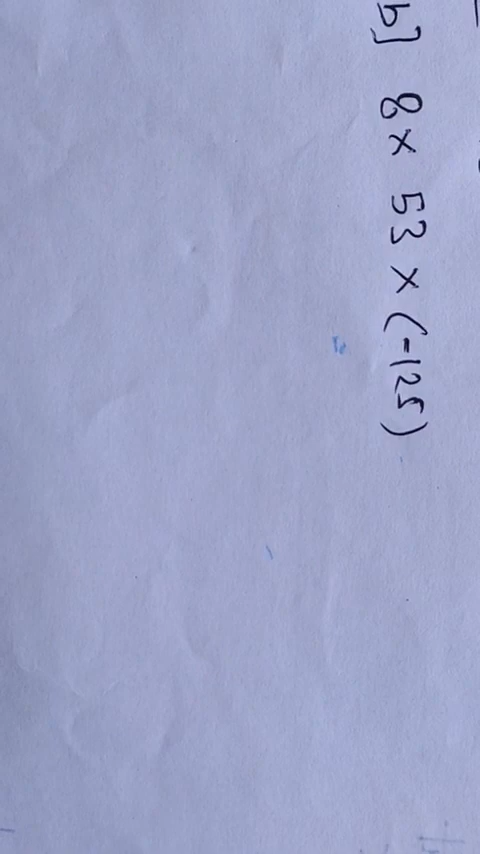 b] 8 × 53 × (-125)